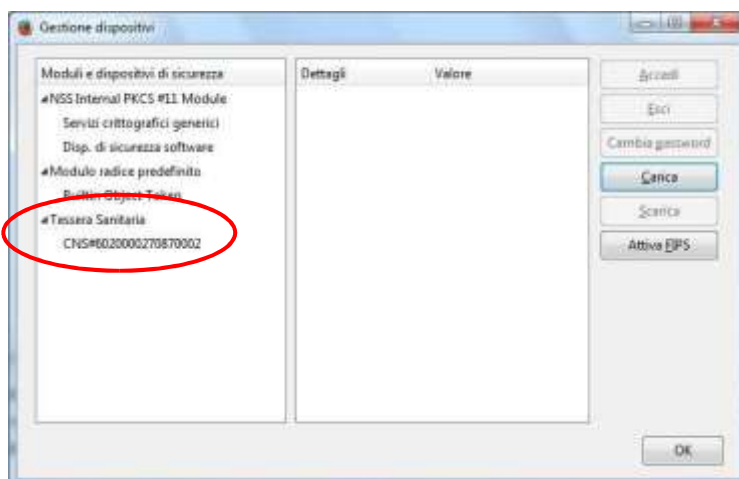 Gestione dispositivi
Moduli e dispositivi di sicurezza
NSS Internal PKCS #11 Module
Servizi crittografici generici
Disp. di sicurezza software
Modulo radice predefinito
Builtin Object Token
Tessera Sanitaria
CNS#6020000270870002
Dettagli Valore
Accedi
Esci
Cambia password
Carica
Scarica
Attiva FIPS
OK